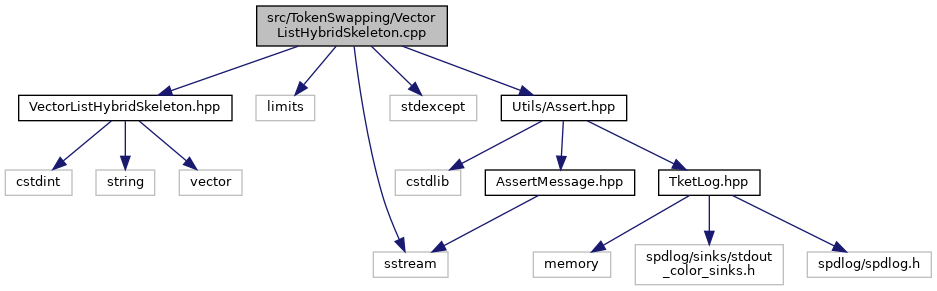 src/TokenSwapping/Vector
ListHybridSkeleton.cpp
VectorListHybridSkeleton.hpp
limits
stdexcept
Utils/Assert.hpp
cstdint
string
vector
cstdlib
AssertMessage.hpp
TketLog.hpp
sstream
memory
spdlog/sinks/stdout
_color_sinks.h
spdlog/spdlog.h